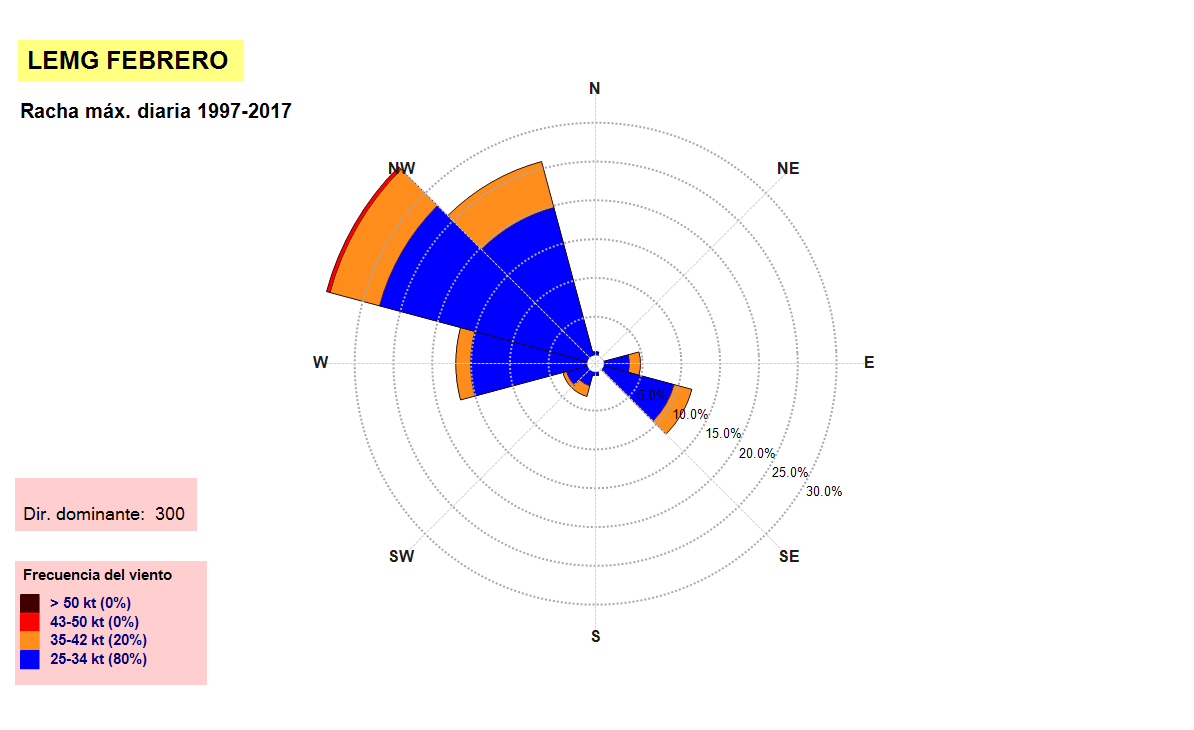 LEMG FEBRERO
Racha máx. diaria 1997-2017
N
NW
NE
W
E
5.0%
10.0%
15.0%
20.0%
25.0%
30.0%
Dir. dominante: 300
SW
SE
Frecuencia del viento
> 50 kt (0%)
43-50 kt (0%)
35-42 kt (20%)
25-34 kt (80%)
S